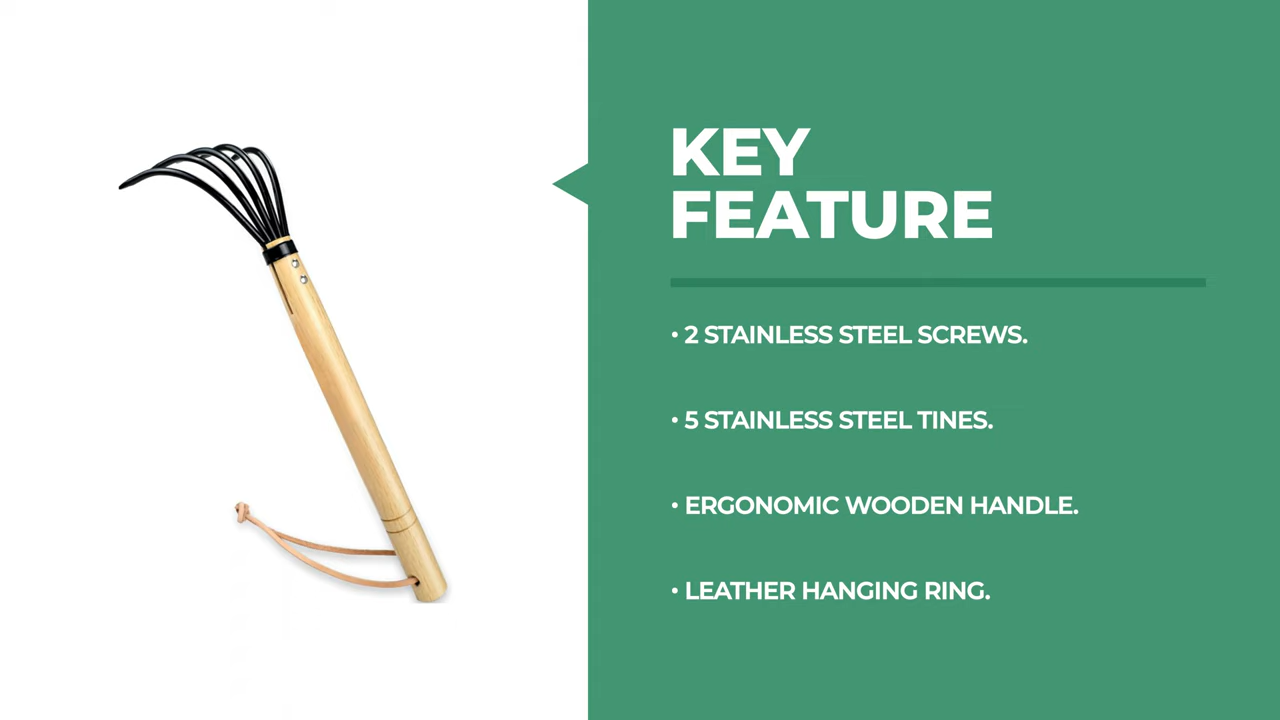 KEY
FEATURE
• 2 STAINLESS STEEL SCREWS.
• 5 STAINLESS STEEL TINES.
• ERGONOMIC WOODEN HANDLE.
• LEATHER HANGING RING.